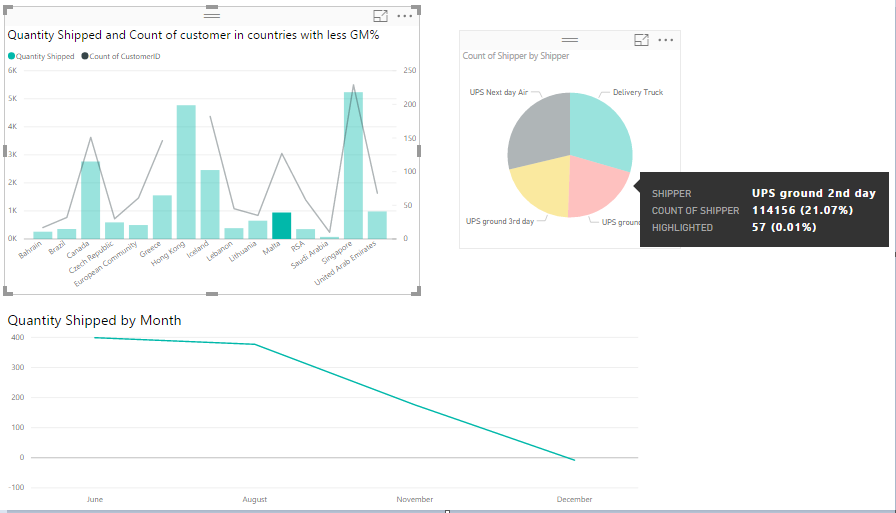 Quantity Shipped and Count of customer in countries with less GM%
Quantity Shipped Count of CustomerID
6K
5K
4K
3K
2K
1K
0K
250
200
150
100
50
0
Bahrain
Brazil
Canada
Czech Republic
European Community
Greece
Hong Kong
Iceland
Lebanon
Lithuania
Malta
RSA
Saudi Arabia
Singapore
United Arab Emirates
Count of Shipper by Shipper
UPS Next day Air
Delivery Truck
UPS ground 3rd day
UPS ground
SHIPPER UPS ground 2nd day
COUNT OF SHIPPER 114156 (21.07%)
HIGHLIGHTED 57 (0.01%)
Quantity Shipped by Month
400
300
200
100
0
-100
June
August
November
December